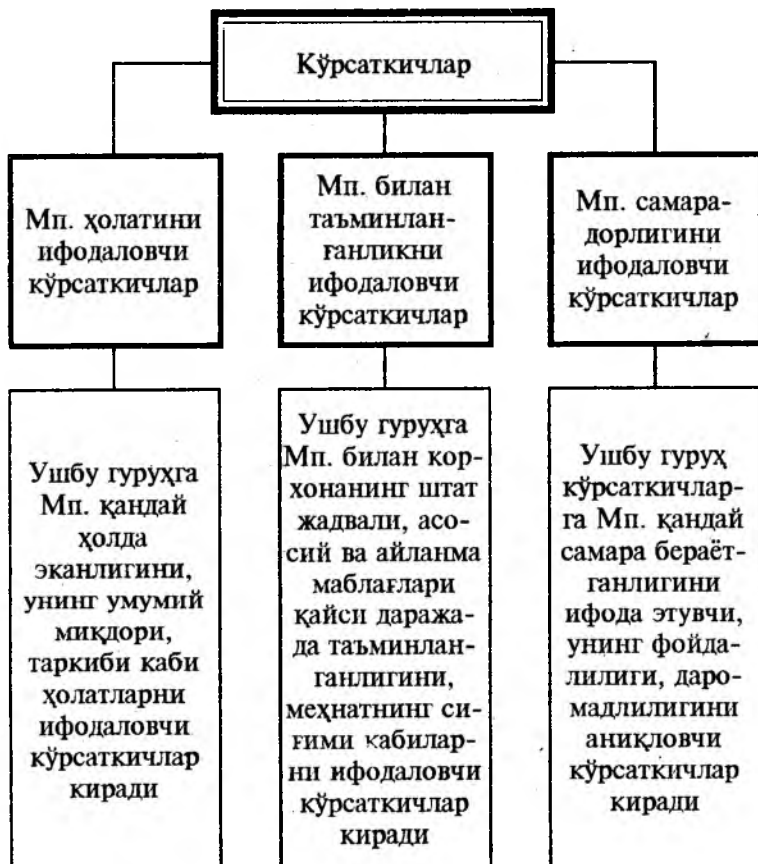 Кўрсаткичлар
Мп. ҳолатини
ифодаловчи
кўрсаткичлар
Мп. билан
таъминлан-
ғанликни
ифодаловчи
кўрсаткичлар
Мп. самара-
дорлигини
ифодаловчи
кўрсаткичлар
Ушбу гуруҳга
Мп. қандай
ҳолда
эканлигини,
унинг умумий
миқдори,
таркиби каби
ҳолатларни
ифодаловчи
кўрсаткичлар
киради
Ушбу гуруҳга
Мп. билан кор-
хонанинг штат
жадвали, асо-
сий ва айланма
маблағлари
қайси даража-
да таъминлан-
ганлигини,
меҳнатнинг си-
ғими кабилар-
ни ифодаловчи
кўрсаткичлар
киради
Ушбу гуруҳ
кўрсаткичлар-
га Мп. қандай
самара бераёт-
ганлигини
ифода этувчи,
унинг фойда-
лилиги, даро-
мадлилигини
аниқловчи
кўрсаткичлар
киради